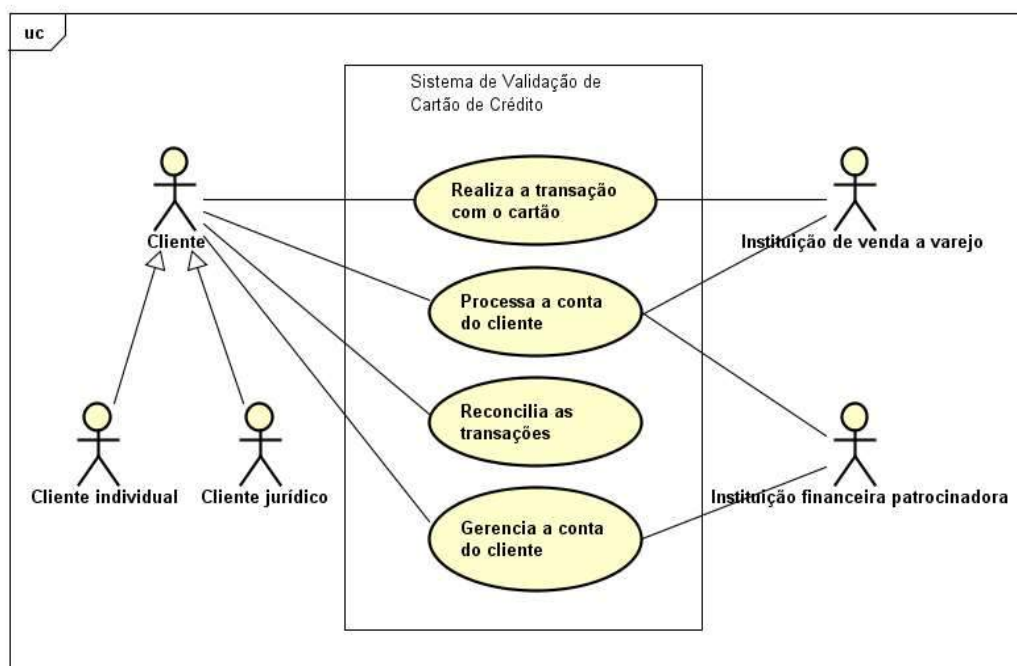 uc
Sistema de Validação de
Cartão de Crédito
Realiza a transação
com o cartão
Cliente
Instituição de venda a varejo
Processa a conta
do cliente
Reconcilia as
transações
Cliente individual
Cliente jurídico
Instituição financeira patrocinadora
Gerencia a conta
do cliente